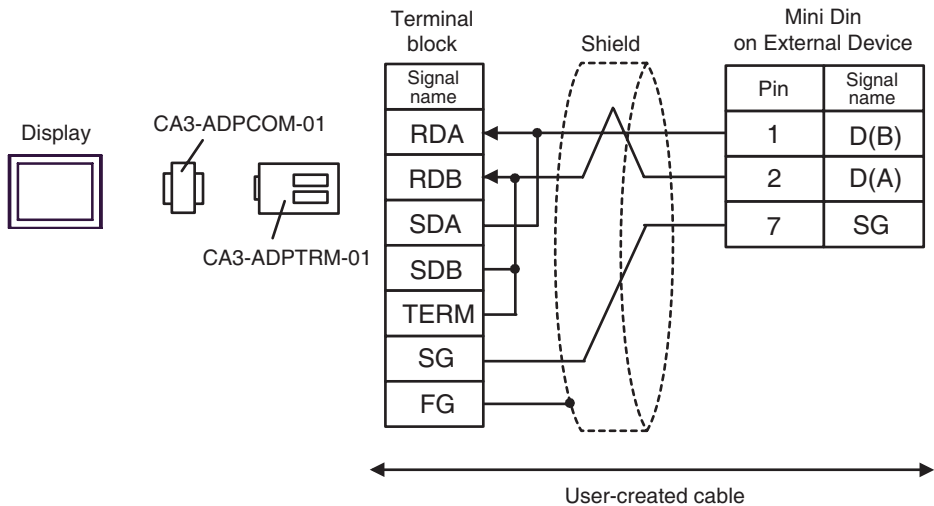 Display
CA3-ADPCOM-01
CA3-ADPTRM-01
Terminal
block
Signal
name
RDA
RDB
SDA
SDB
TERM
SG
FG
Shield
Mini Din
on External Device
Pin Signal
name
1 D(B)
2 D(A)
7 SG
User-created cable